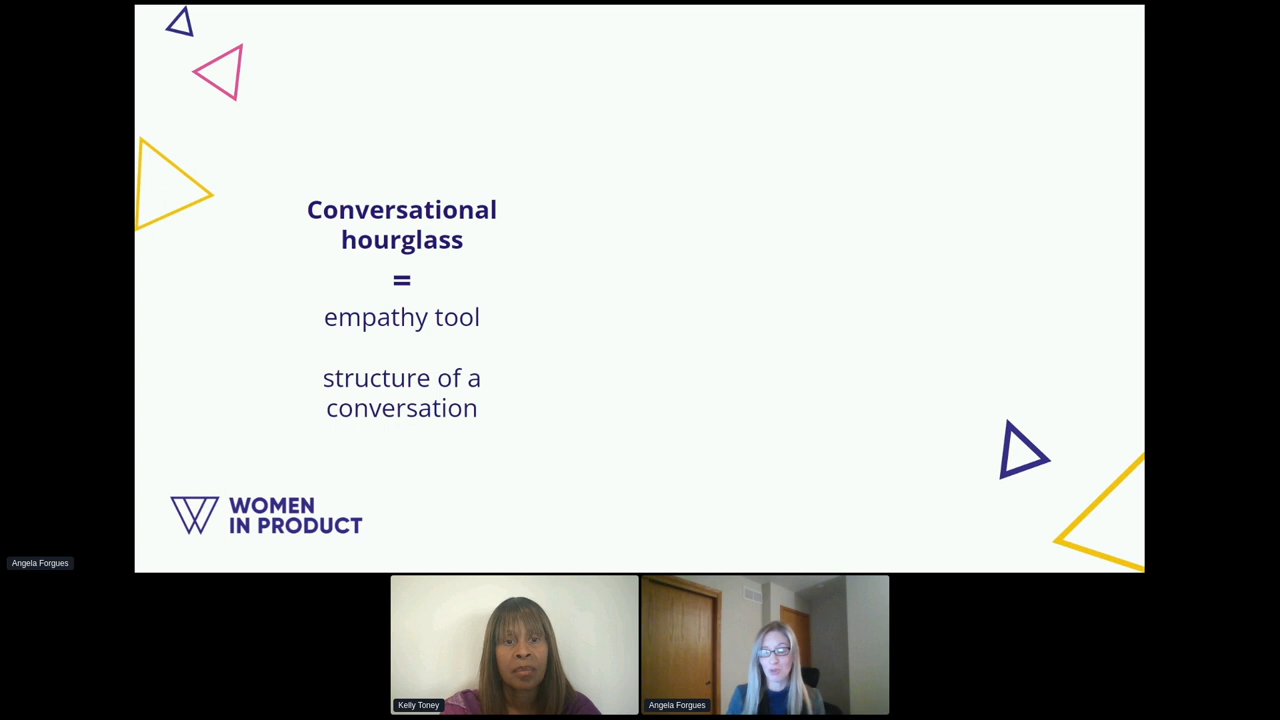 Conversational
hourglass
=
empathy tool
structure of a
conversation
WOMEN
IN PRODUCT
Angela Forgues
Kelly Toney
Angela Forgues